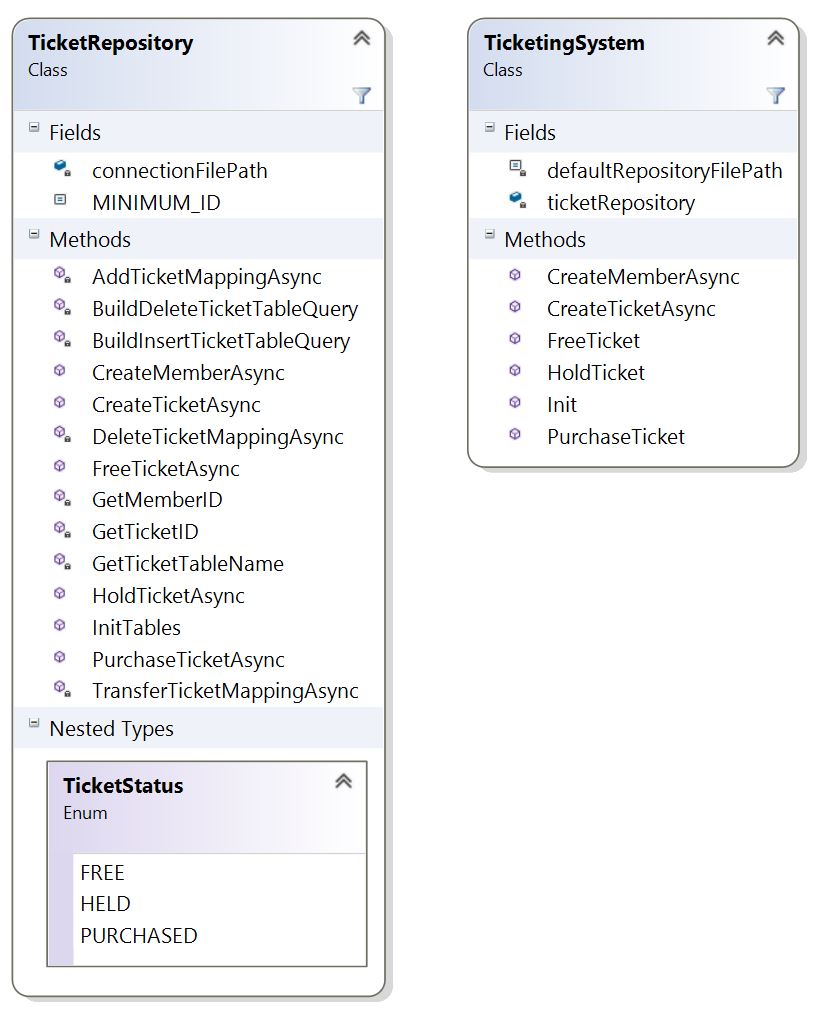 TicketRepository
Class
Fields
connectionFilePath
MINIMUM_ID
Methods
AddTicketMappingAsync
BuildDeleteTicketTableQuery
BuildInsertTicketTableQuery
CreateMemberAsync
CreateTicketAsync
DeleteTicketMappingAsync
FreeTicketAsync
GetMemberID
GetTicketID
GetTicketTableName
HoldTicketAsync
InitTables
PurchaseTicketAsync
TransferTicketMappingAsync
Nested Types
TicketStatus
Enum
FREE
HELD
PURCHASED
TicketingSystem
Class
Fields
defaultRepositoryFilePath
ticketRepository
Methods
CreateMemberAsync
CreateTicketAsync
FreeTicket
HoldTicket
Init
PurchaseTicket